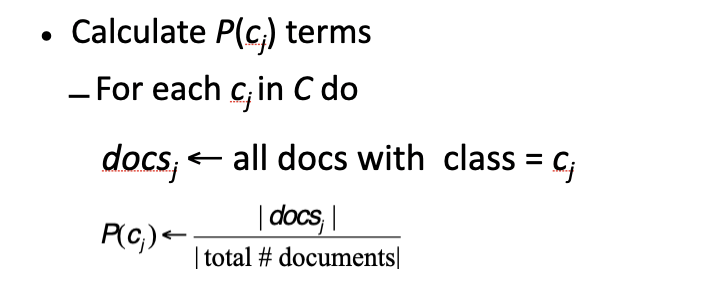 • Calculate P(cj) terms
– For each cj in C do
docsj ← all docs with class = cj
P(cj) ← | docsj | / | total # documents|